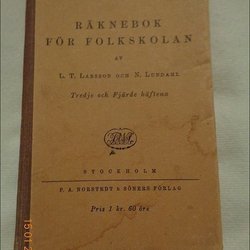 RÄKNEBOK
FÖR FOLKSKOLAN
AV
L. T. LARSSON OCH N. LUNDAHL
Tredje och Fjärde häftena
STOCKHOLM
P. A. NORSTEDT & SÖNERS FÖRLAG
Pris 1 kr. 60 öre